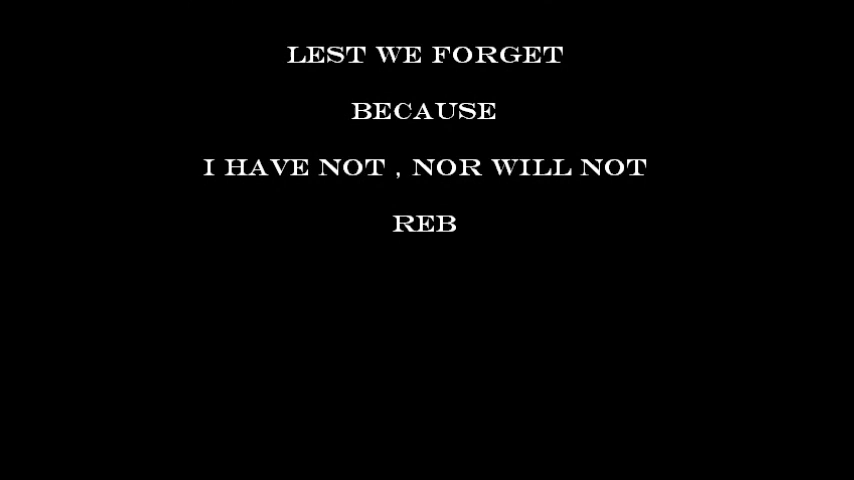 LEST WE FORGET
BECAUSE
I HAVE NOT , NOR WILL NOT
REB